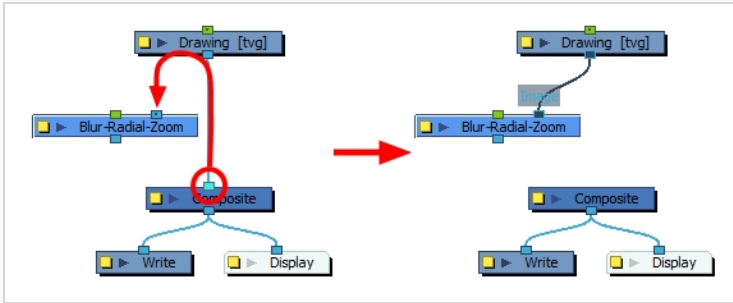 Drawing [tvg]
Drawing [tvg]
Image
Blur-Radial-Zoom
Blur-Radial-Zoom
Composite
Composite
Write
Display
Write
Display